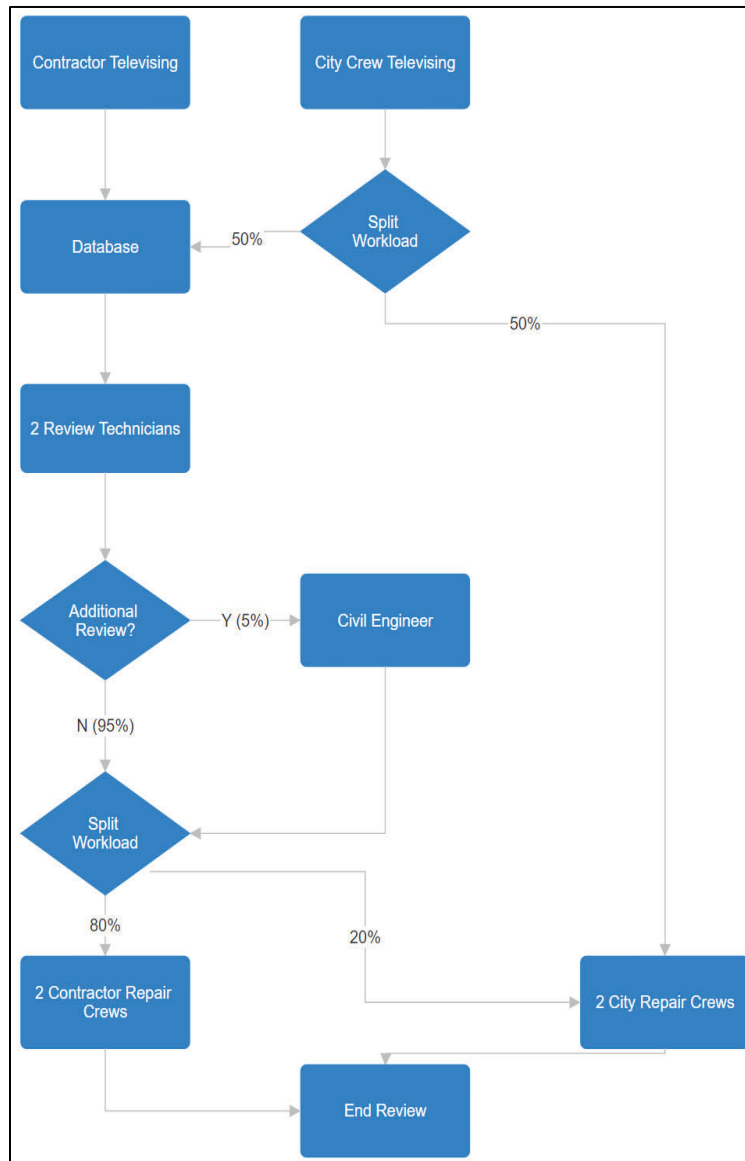 Contractor Televising
City Crew Televising
Split
Workload
50%
Database
50%
2 Review Technicians
Additional
Review?
Y (5%)
Civil Engineer
N (95%)
Split
Workload
80%
20%
2 Contractor Repair
Crews
2 City Repair Crews
End Review